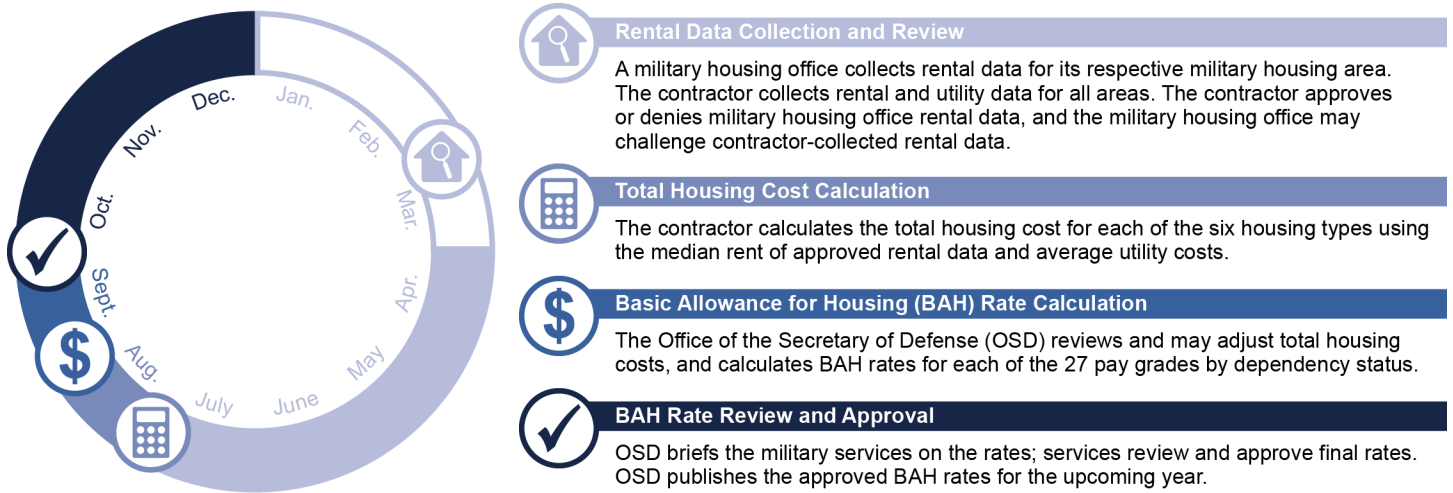 Jan.
Feb.
Mar.
Apr.
May
June
July
Aug.
Sept.
Oct.
Nov.
Dec.
$
Rental Data Collection and Review
A military housing office collects rental data for its respective military housing area.
The contractor collects rental and utility data for all areas. The contractor approves
or denies military housing office rental data, and the military housing office may
challenge contractor-collected rental data.
Total Housing Cost Calculation
The contractor calculates the total housing cost for each of the six housing types using
the median rent of approved rental data and average utility costs.
$
Basic Allowance for Housing (BAH) Rate Calculation
The Office of the Secretary of Defense (OSD) reviews and may adjust total housing
costs, and calculates BAH rates for each of the 27 pay grades by dependency status.
BAH Rate Review and Approval
OSD briefs the military services on the rates; services review and approve final rates.
OSD publishes the approved BAH rates for the upcoming year.